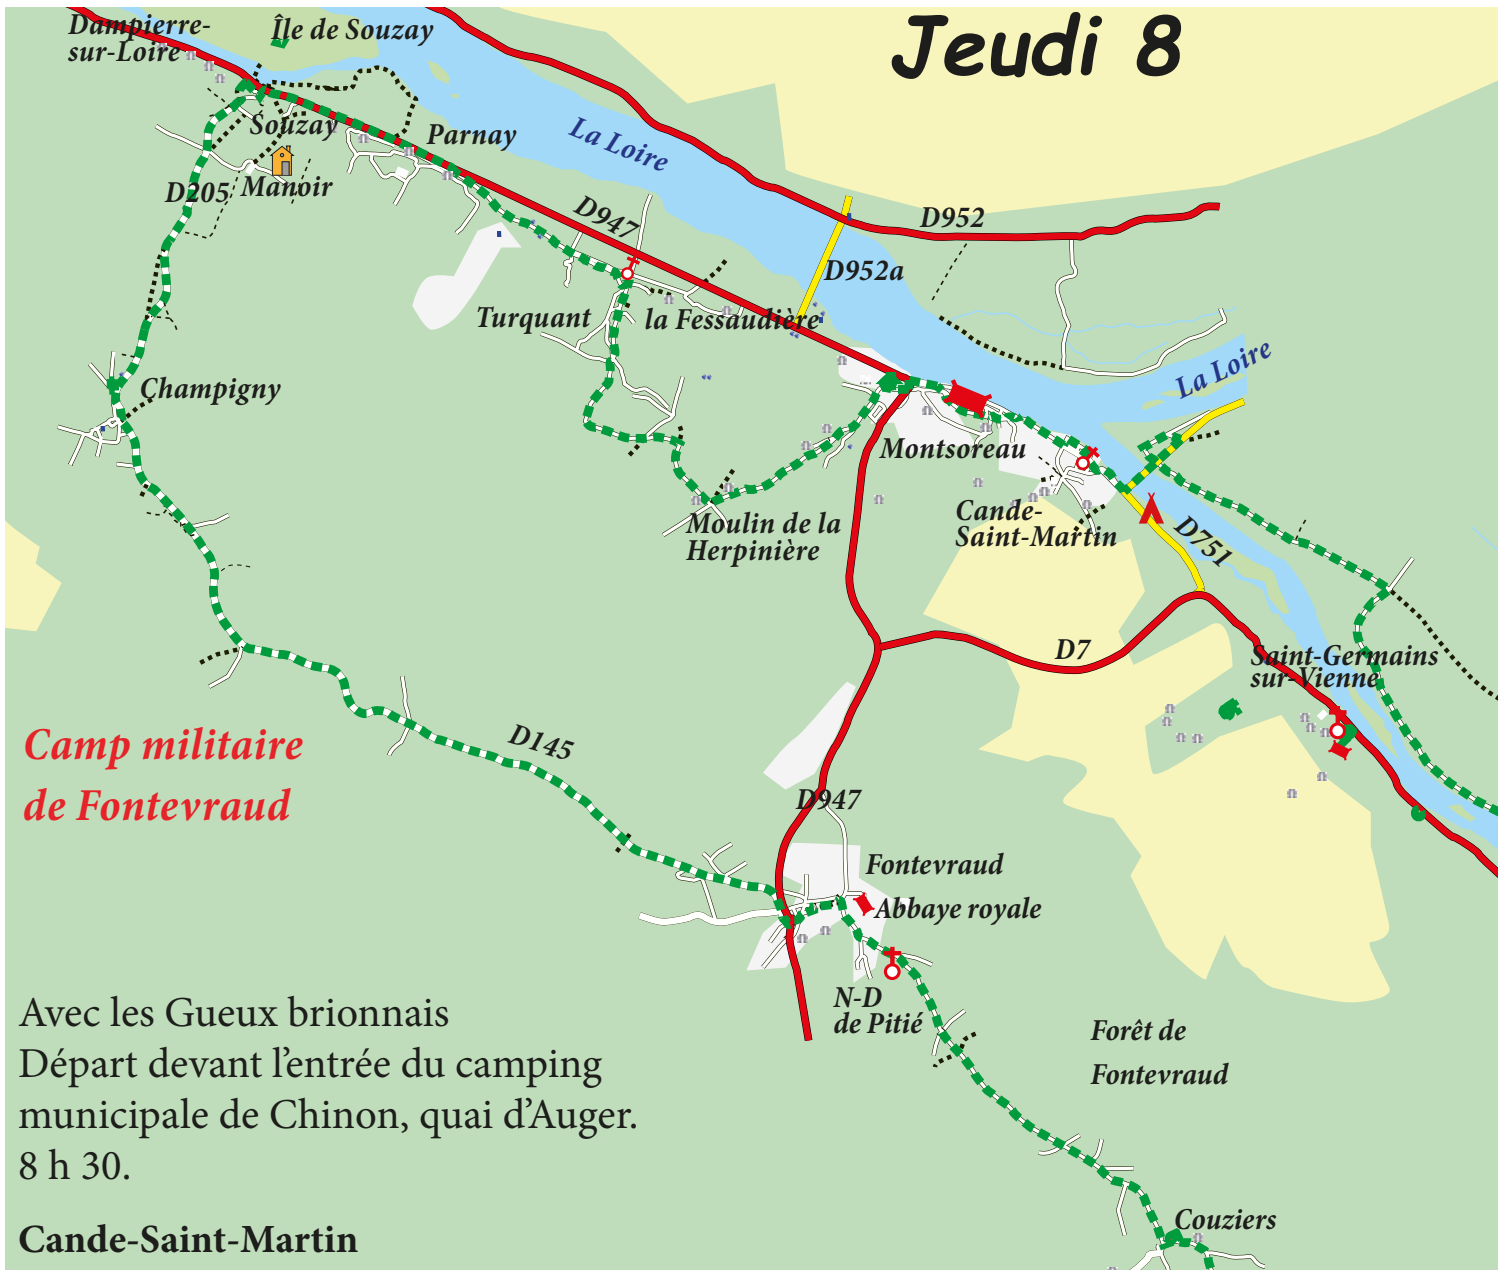 Jeudi 8
Dampierre-
sur-Loire
Île de Souzay
Souzay
Parnay
La Loire
D205
Manoir
D947
D952
D952a
Turquant
la Fessaudière
La Loire
Champigny
Montsoreau
Moulin de la
Herpinière
Cande-
Saint-Martin
D751
D7
Saint-Germains
sur-Vienne
Camp militaire
de Fontevraud
D145
D947
Fontevraud
Abbaye royale
N-D
de Pitié
Forêt de
Fontevraud
Avec les Gueux brionnais
Départ devant l’entrée du camping
municipale de Chinon, quai d’Auger.
8 h 30.
Cande-Saint-Martin
Couziers